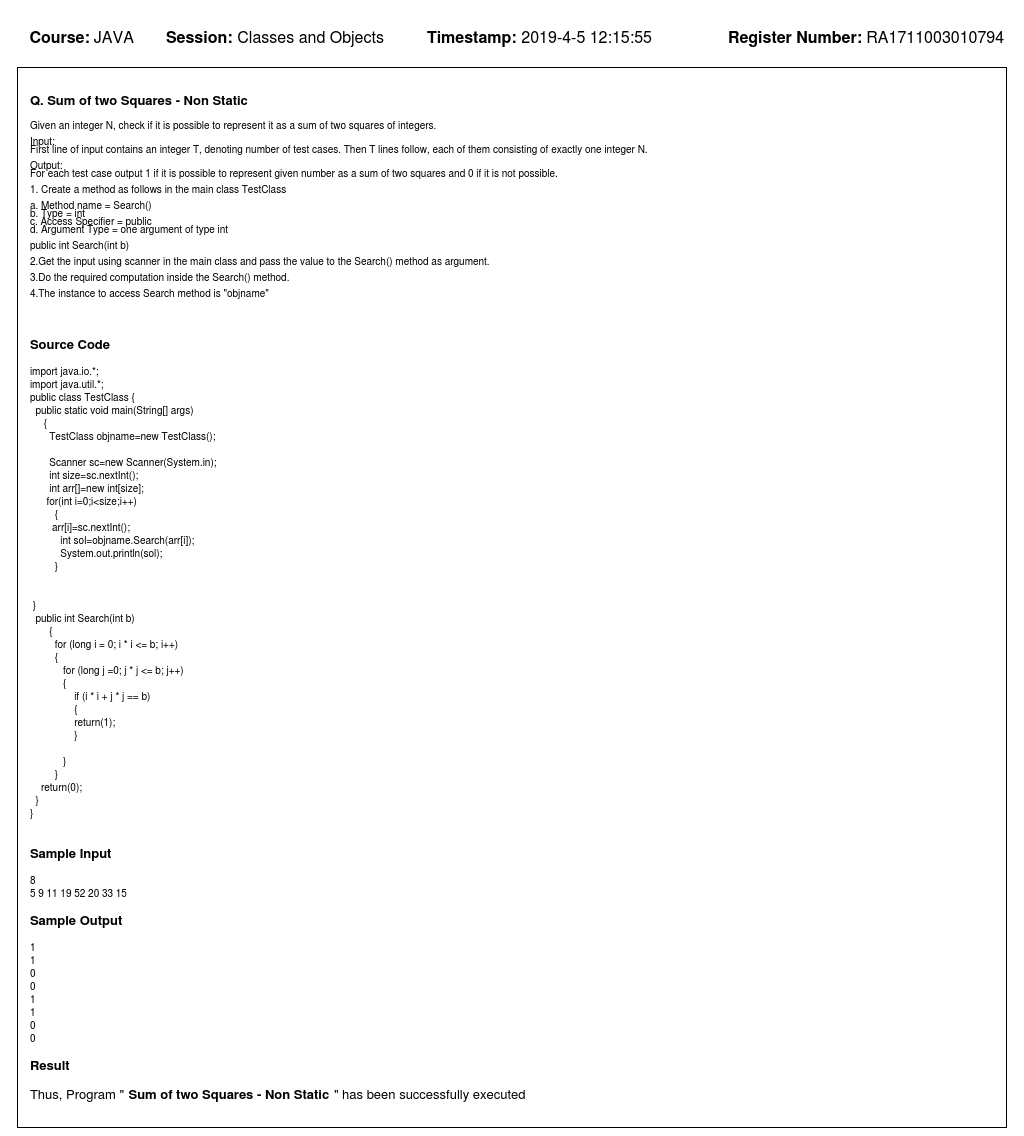 Course: JAVA Session: Classes and Objects Timestamp: 2019-4-5 12:15:55 Register Number: RA1711003010794
Q. Sum of two Squares - Non Static
Given an integer N, check if it is possible to represent it as a sum of two squares of integers.
Input:
First line of input contains an integer T, denoting number of test cases. Then T lines follow, each of them consisting of exactly one integer N.
Output:
For each test case output 1 if it is possible to represent given number as a sum of two squares and 0 if it is not possible.
1. Create a method as follows in the main class TestClass
a. Method name = Search()
b. Type = int
c. Access Specifier = public
d. Argument Type = one argument of type int
public int Search(int b)
2.Get the input using scanner in the main class and pass the value to the Search() method as argument.
3.Do the required computation inside the Search() method.
4.The instance to access Search method is "objname"
Source Code
import java.io.*;
import java.util.*;
public class TestClass {
public static void main(String[] args)
{
TestClass objname=new TestClass();
Scanner sc=new Scanner(System.in);
int size=sc.nextInt();
int arr[]=new int[size];
for(int i=0;i<size;i++)
{
arr[i]=sc.nextInt();
int sol=objname.Search(arr[i]);
System.out.println(sol);
}
}
public int Search(int b)
{
for (long i = 0; i * i <= b; i++)
{
for (long j =0; j * j <= b; j++)
{
if (i * i + j * j == b)
{
return(1);
}
}
}
return(0);
}
}
Sample Input
8
5 9 11 19 52 20 33 15
Sample Output
1
1
0
0
1
1
0
0
Result
Thus, Program " Sum of two Squares - Non Static " has been successfully executed